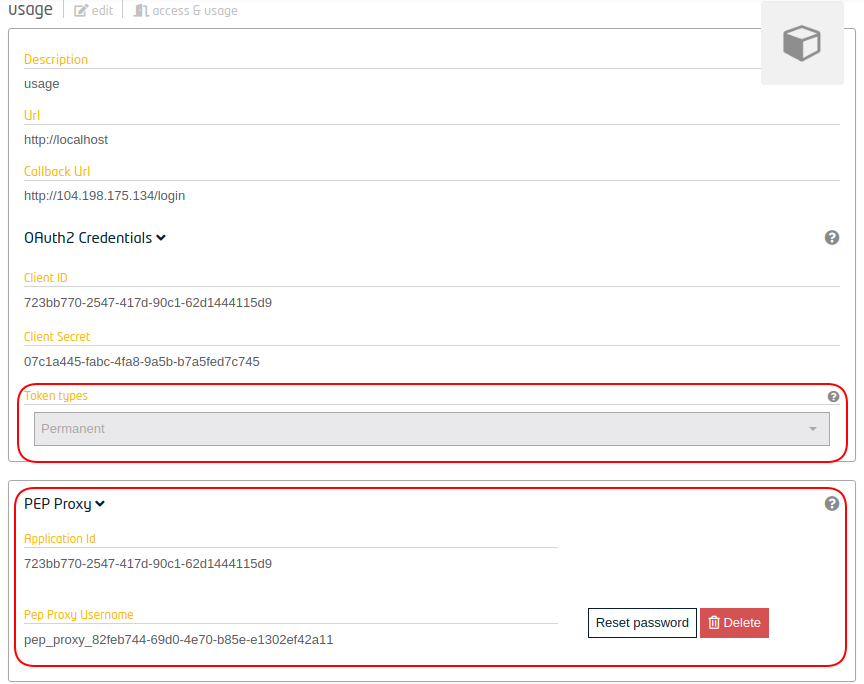 usage edit access & usage
Description
usage
Url
http://localhost
Callback Url
http://104.198.175.134/login
OAuth2 Credentials
Client ID
723bb770-2547-417d-90c1-62d1444115d9
Client Secret
07c1a445-fabc-4fa8-9a5b-b7a5fed7c745
Token types
Permanent
PEP Proxy
Application Id
723bb770-2547-417d-90c1-62d1444115d9
Pep Proxy Username
pep_proxy_82feb744-69d0-4e70-b85e-e1302ef42a11
Reset password Delete